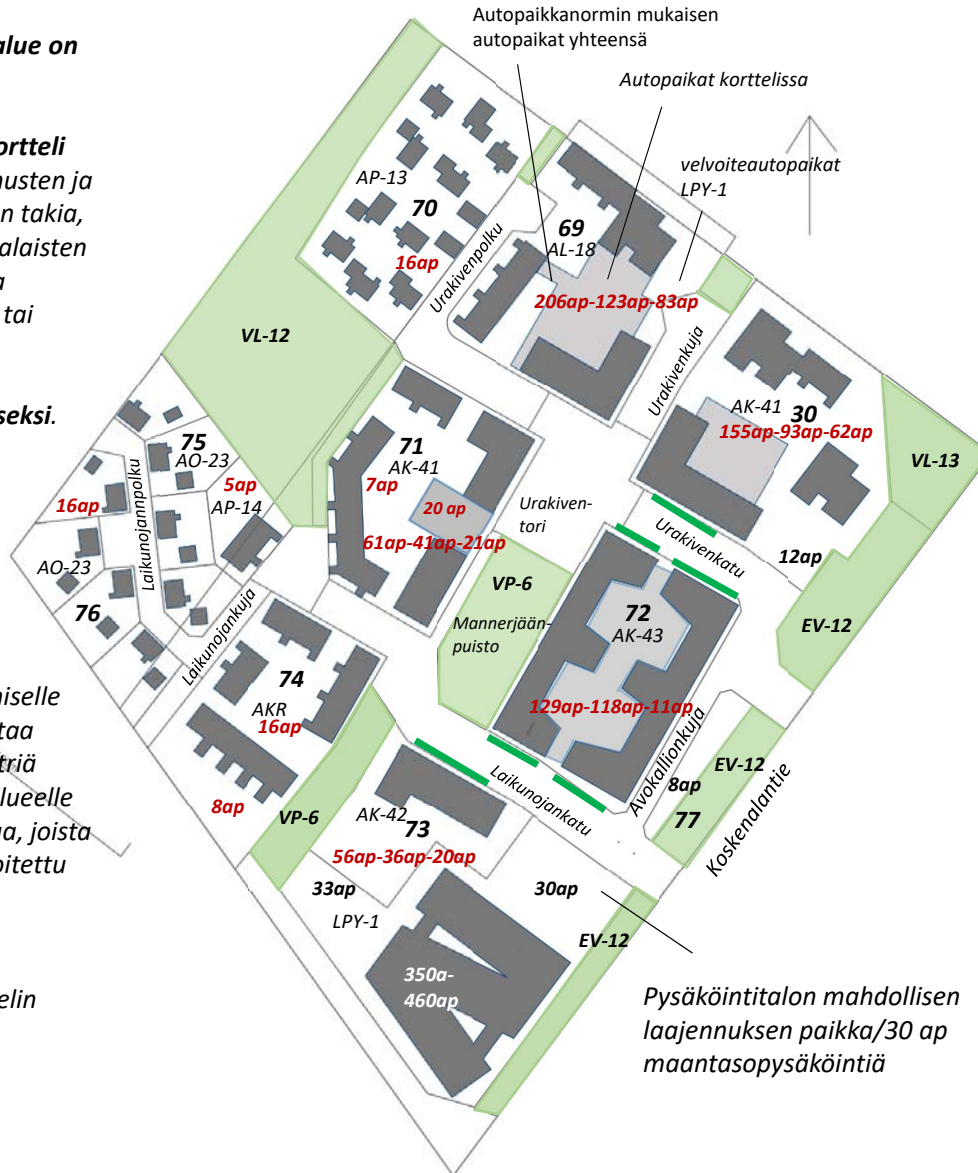 alue on
ortteli
nusten ja
n takia,
alaisten
a
tai
seksi.
niselle
taa
triä
lueelle
a, joista
oitettu
elin
Autopaikkanormin mukaisen
autopaikat yhteensä
Autopaikat korttelissa
velvoiteautopaikat
LPY-1
AP-13
70
16ap
Urakivenpolku
69
AL-18
206ap-123ap-83ap
VL-12
Urakivenkuja
AK-41
30
155ap-93ap-62ap
VL-13
75
AO-23
5ap
AP-14
16ap
Laikunojannpolku
AO-23
76
71
AK-41
7ap
20 ap
61ap-41ap-21ap
Urakiven-
tori
Urakivenkatu
12ap
VP-6
Mannerjään-
puisto
72
AK-43
129ap-118ap-11ap
EV-12
Laikunojankuja
74
AKR
16ap
8ap
VP-6
Laikunojankatu
Avokallionkuja
8ap
77
EV-12
Koskenalantie
AK-42
73
56ap-36ap-20ap
33ap
LPY-1
30ap
EV-12
350a-
460ap
Pysäköintitalon mahdollisen
laajennuksen paikka/30 ap
maantasopysäköintiä